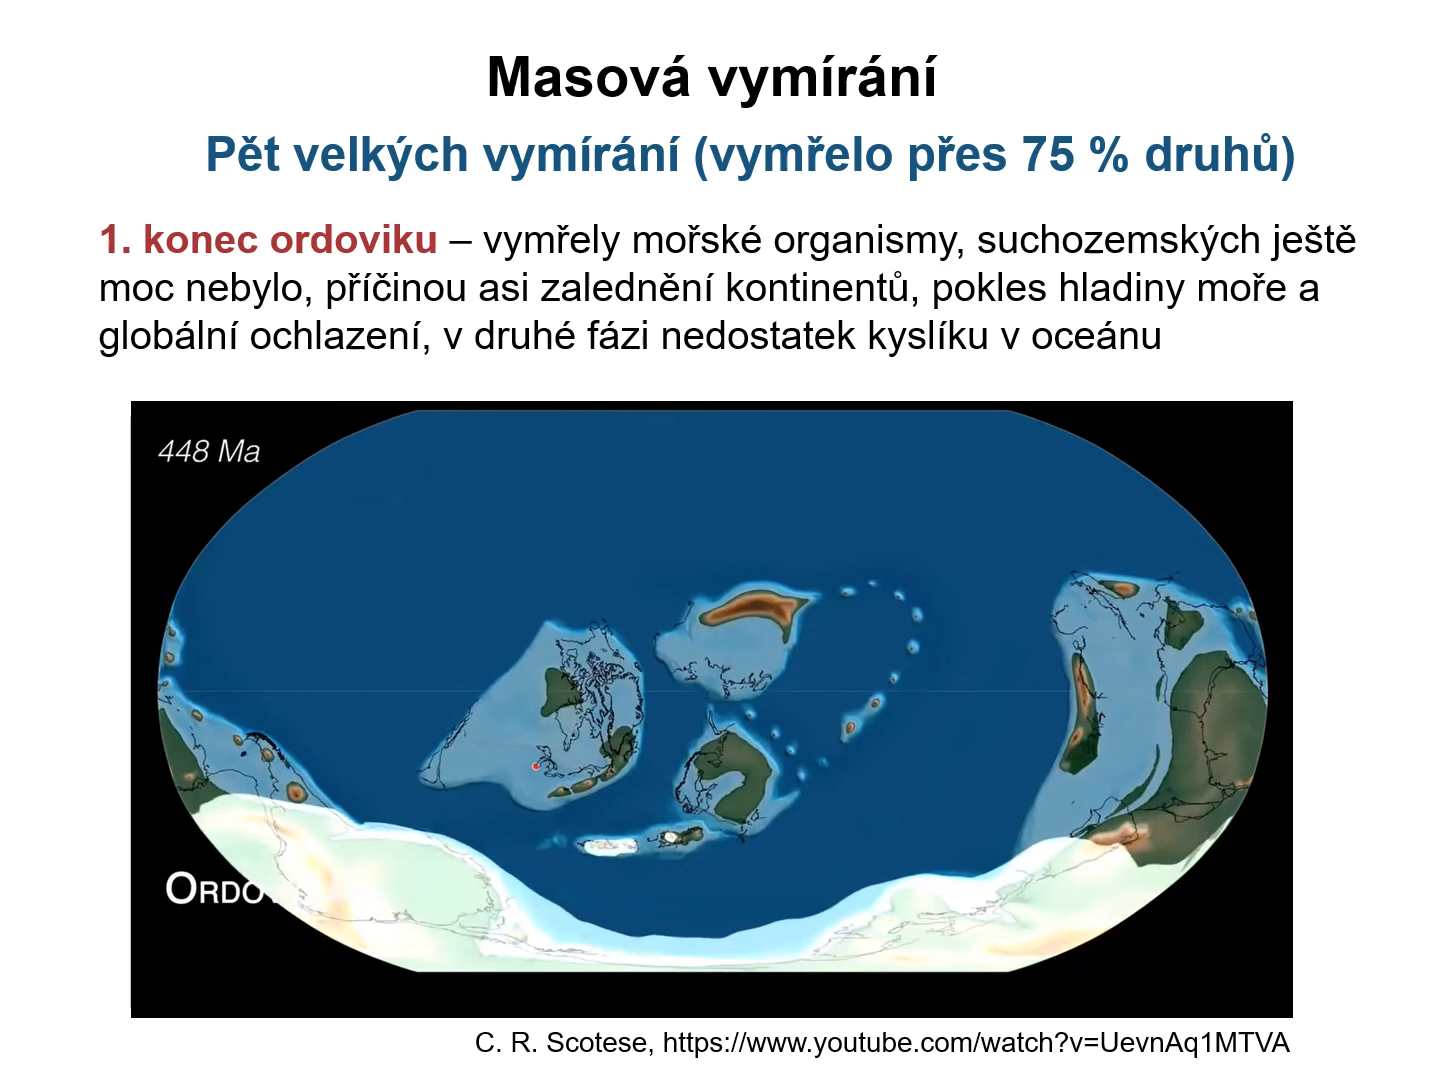 Masová vymírání
Pět velkých vymírání (vymřelo přes 75 % druhů)
1. konec ordoviku – vymřely mořské organismy, suchozemských ještě
moc nebylo, příčinou asi zalednění kontinentů, pokles hladiny moře a
globální ochlazení, v druhé fázi nedostatek kyslíku v oceánu
448 Ma
C. R. Scotese, https://www.youtube.com/watch?v=UevnAq1MTVA